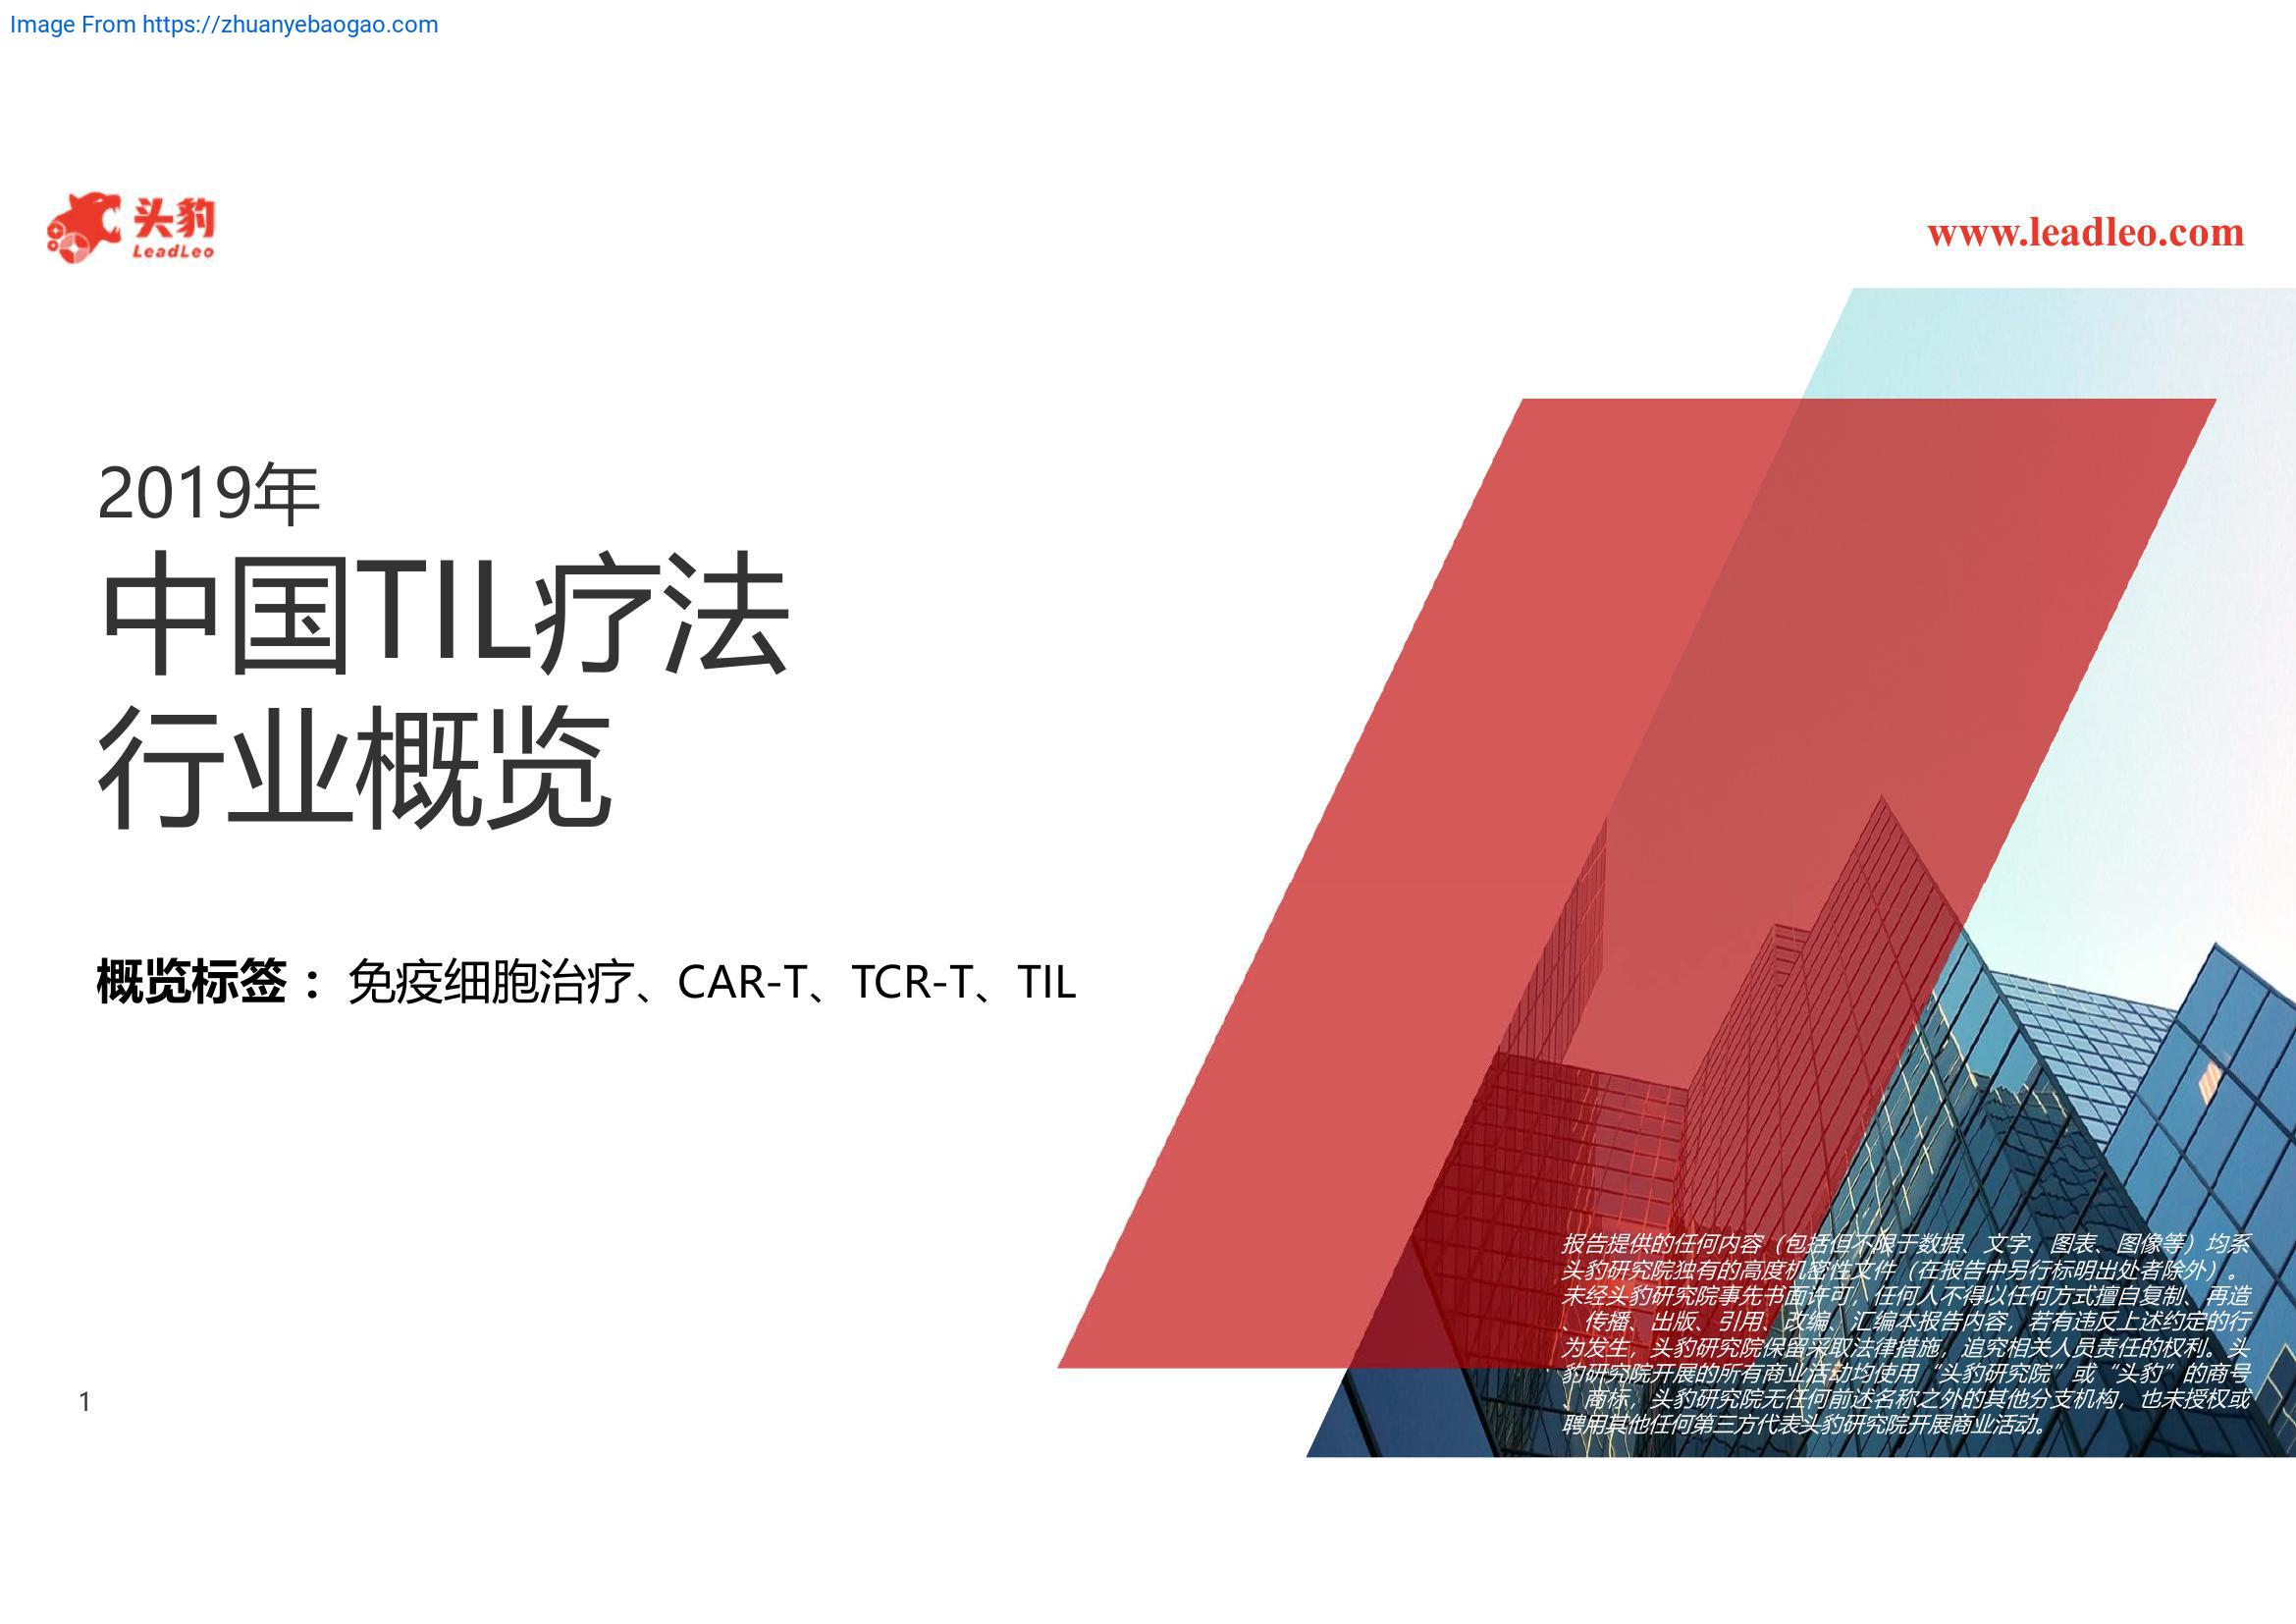 Image From https://zhuanyebaogao.com
头豹
LeadLeo
www.leadleo.com
2019年
中国TIL疗法
行业概览
概览标签： 免疫细胞治疗、CAR-T、TCR-T、TIL
报告提供的任何内容（包括但不限于数据、文字、图表、图像等）均系
头豹研究院独有的高度机密性文件（在报告中另行标明出处者除外）。
未经头豹研究院事先书面许可，任何人不得以任何方式擅自复制、再造
、传播、出版、引用、改编、汇编本报告内容，若有违反上述约定的行
为发生，头豹研究院保留采取法律措施，追究相关人员责任的权利。头
豹研究院开展的所有商业活动均使用“头豹研究院”或“头豹”的商号
、商标，头豹研究院无任何前述名称之外的其他分支机构，也未授权或
聘用其他任何第三方代表头豹研究院开展商业活动。
1